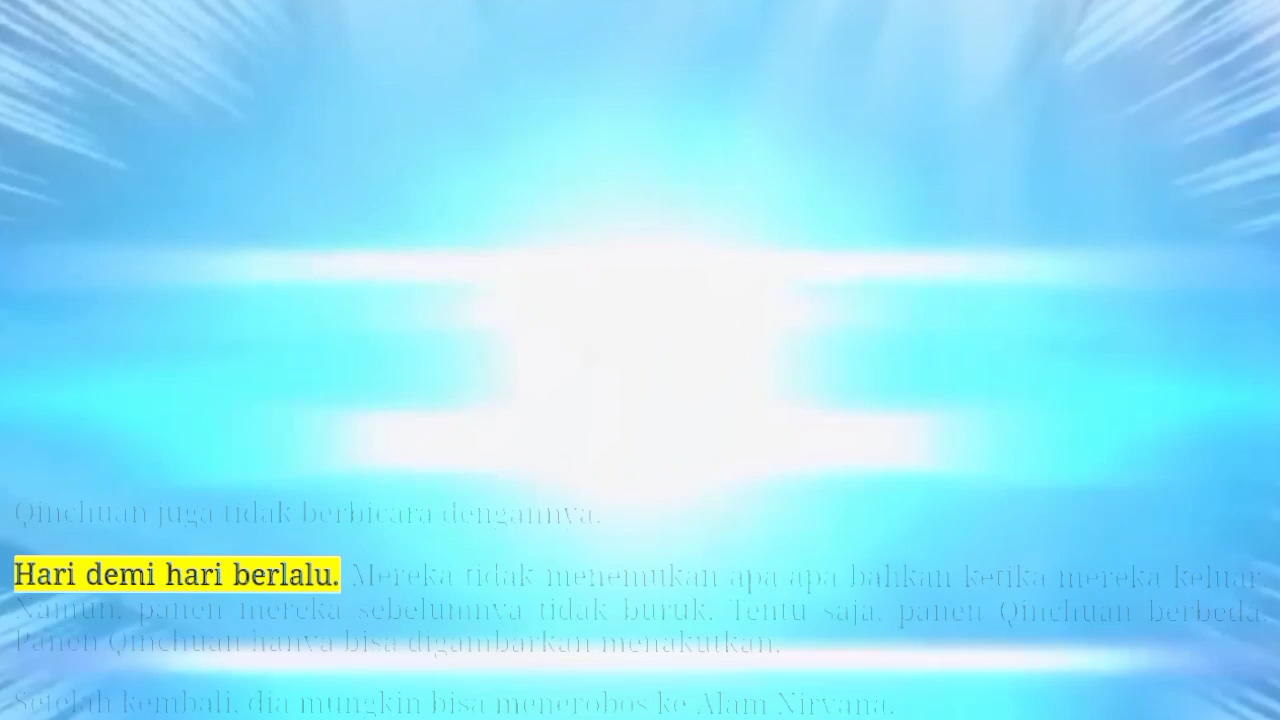 Qinchuan juga tidak berbicara dengannya.
Hari demi hari berlalu. Mereka tidak menemukan apa apa bahkan ketika mereka keluar.
Namun, panen mereka sebelumnya tidak buruk. Tentu saja, panen Qinchuan berbeda.
Panen Qinchuan hanya bisa digambarkan menakutkan.
Setelah kembali, dia mungkin bisa menerobos ke Alam Nirvana.